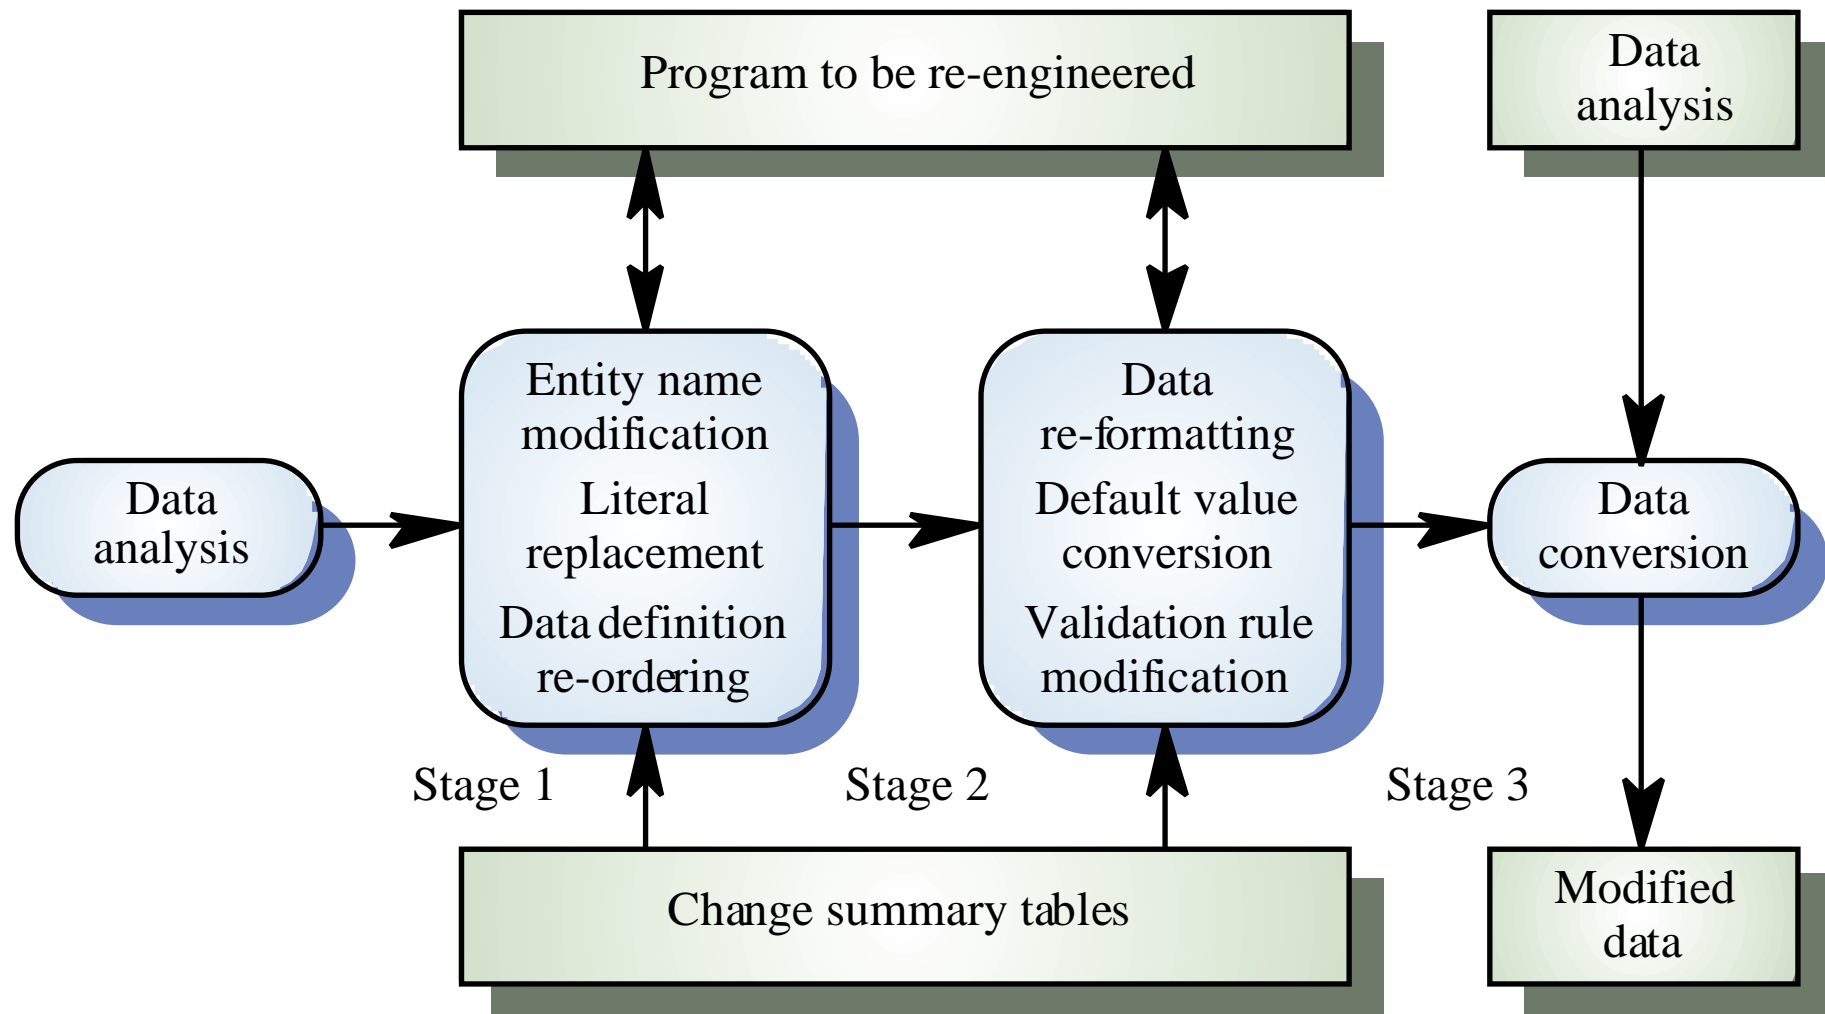 Program to be re-engineered
Data
analysis
Data
analysis
Entity name
modification
Literal
replacement
Data definition
re-ordering
Data
re-formatting
Default value
conversion
Validation rule
modification
Data
conversion
Stage 1
Stage 2
Stage 3
Change summary tables
Modified
data